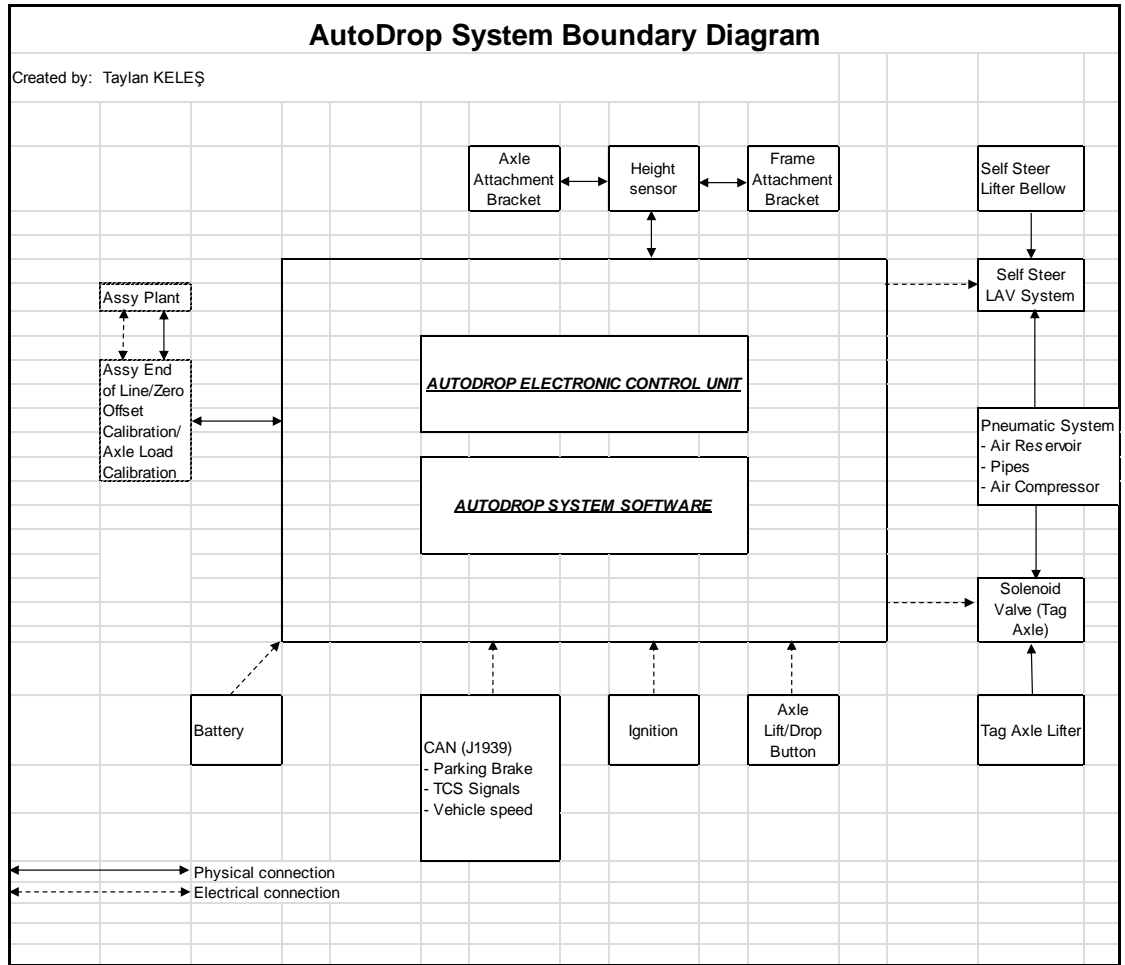 AutoDrop System Boundary Diagram
Created by: Taylan KELEŞ
Axle
Attachment
Bracket
Height
sensor
Frame
Attachment
Bracket
Self Steer
Lifter Bellow
Assy Plant
Self Steer
LAV System
Assy End
of Line/Zero
Offset
Calibration/
Axle Load
Calibration
AUTODROP ELECTRONIC CONTROL UNIT
AUTODROP SYSTEM SOFTWARE
Pneumatic System
- Air Reservoir
- Pipes
- Air Compressor
Solenoid
Valve (Tag
Axle)
Battery
CAN (J1939)
- Parking Brake
- TCS Signals
- Vehicle speed
Ignition
Axle
Lift/Drop
Button
Tag Axle Lifter
Physical connection
Electrical connection